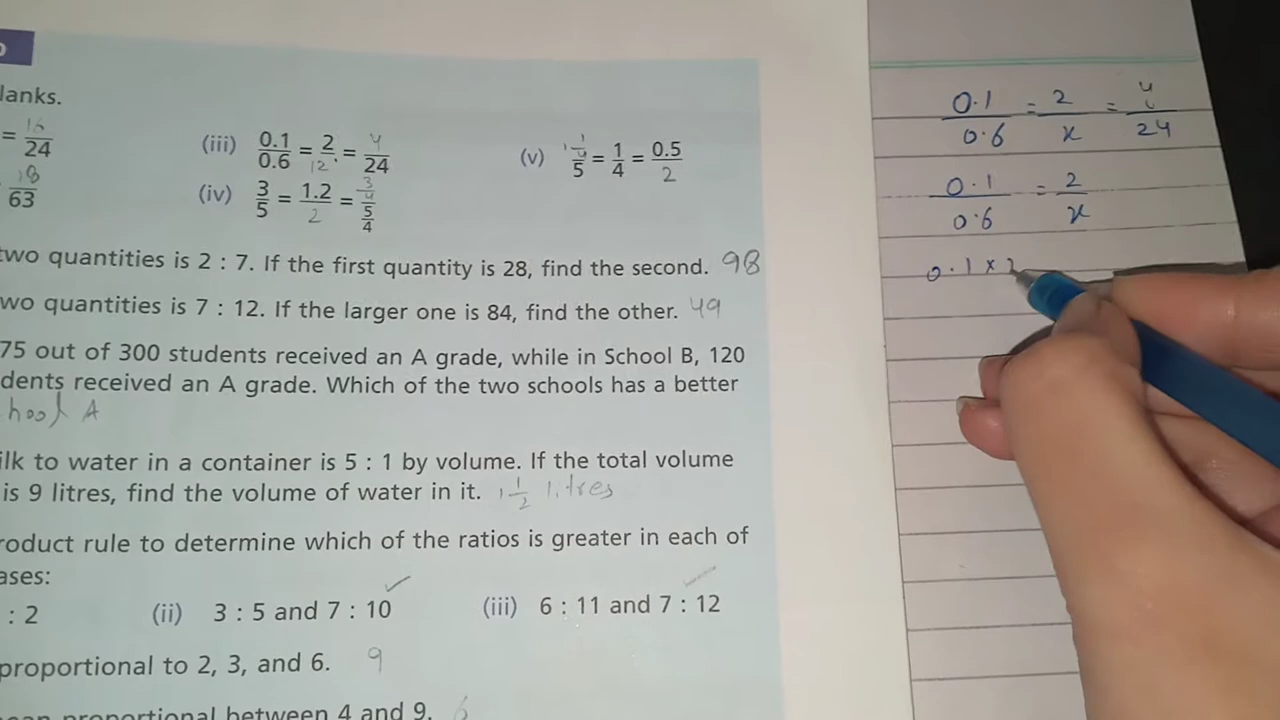 lanks.
= 16/24
(iii) 0.1/0.6 = 2/12 = 4/24
(v) 5 = 1/4 = 0.5/2
18/63
(iv) 3/5 = 1.2/2 = 3/4 / 5/4
two quantities is 2 : 7. If the first quantity is 28, find the second. 98
wo quantities is 7 : 12. If the larger one is 84, find the other. 49
75 out of 300 students received an A grade, while in School B, 120
dents received an A grade. Which of the two schools has a better
hool A
ilk to water in a container is 5 : 1 by volume. If the total volume
is 9 litres, find the volume of water in it. 1 1/2 litres
roduct rule to determine which of the ratios is greater in each of
ases:
: 2 (ii) 3 : 5 and 7 : 10 (iii) 6 : 11 and 7 : 12
proportional to 2, 3, and 6. 9
ean proportional between 4 and 9. 6
0.1/0.6 = 2/x = 4/24
0.1/0.6 = 2/x
0.1 ×